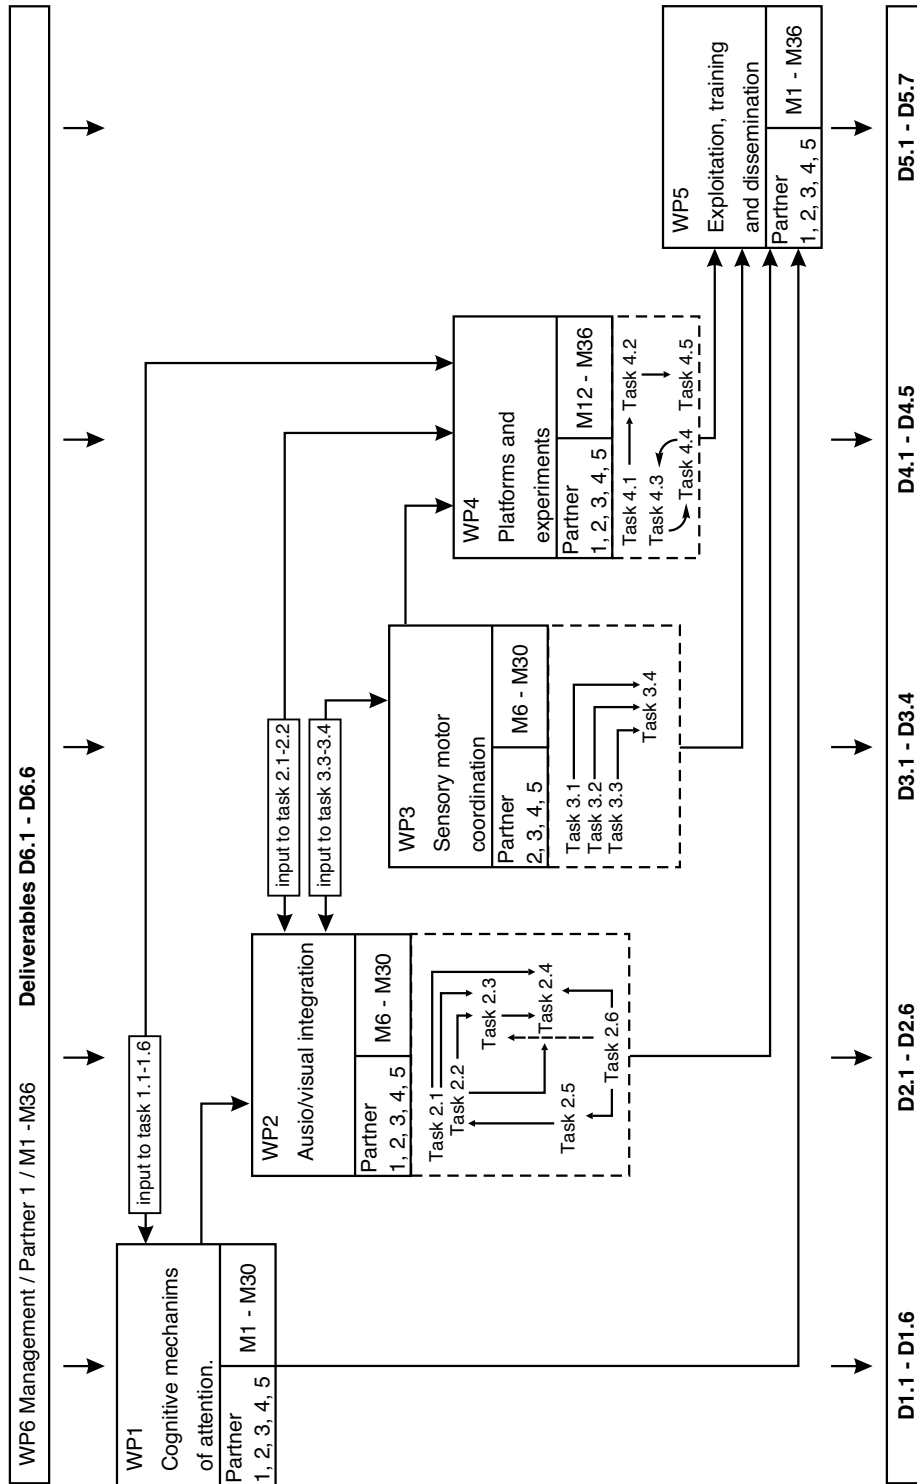 WP6 Management / Partner 1 / M1 -M36 Deliverables D6.1 - D6.6
WP1
Cognitive mechanims
of attention.
Partner
1, 2, 3, 4, 5
M1 - M30
input to task 1.1-1.6
WP2
Ausio/visual integration
Partner
1, 2, 3, 4, 5
M6 - M30
Task 2.1
Task 2.2
Task 2.3
Task 2.4
Task 2.5
Task 2.6
input to task 2.1-2.2
input to task 3.3-3.4
WP3
Sensory motor
coordination
Partner
2, 3, 4, 5
M6 - M30
Task 3.1
Task 3.2
Task 3.3
Task 3.4
WP4
Platforms and
experiments
Partner
1, 2, 3, 4, 5
M12 - M36
Task 4.1
Task 4.2
Task 4.3
Task 4.4
Task 4.5
WP5
Exploitation, training
and dissemination
Partner
1, 2, 3, 4, 5
M1 - M36
D1.1 - D1.6 D2.1 - D2.6 D3.1 - D3.4 D4.1 - D4.5 D5.1 - D5.7